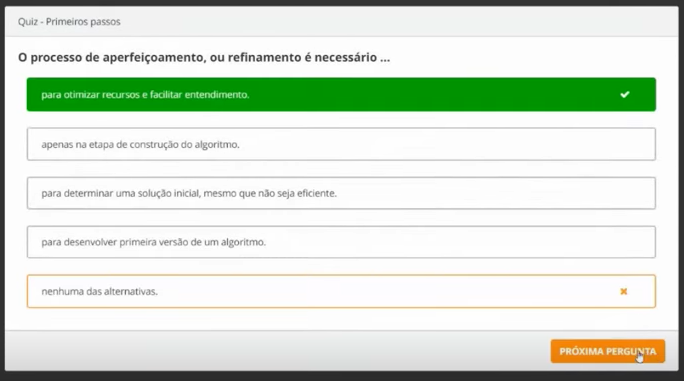 Quiz - Primeiros passos
O processo de aperfeiçoamento, ou refinamento é necessário ...
para otimizar recursos e facilitar entendimento.
apenas na etapa de construção do algoritmo.
para determinar uma solução inicial, mesmo que não seja eficiente.
para desenvolver primeira versão de um algoritmo.
nenhuma das alternativas.
PRÓXIMA PERGUNTA